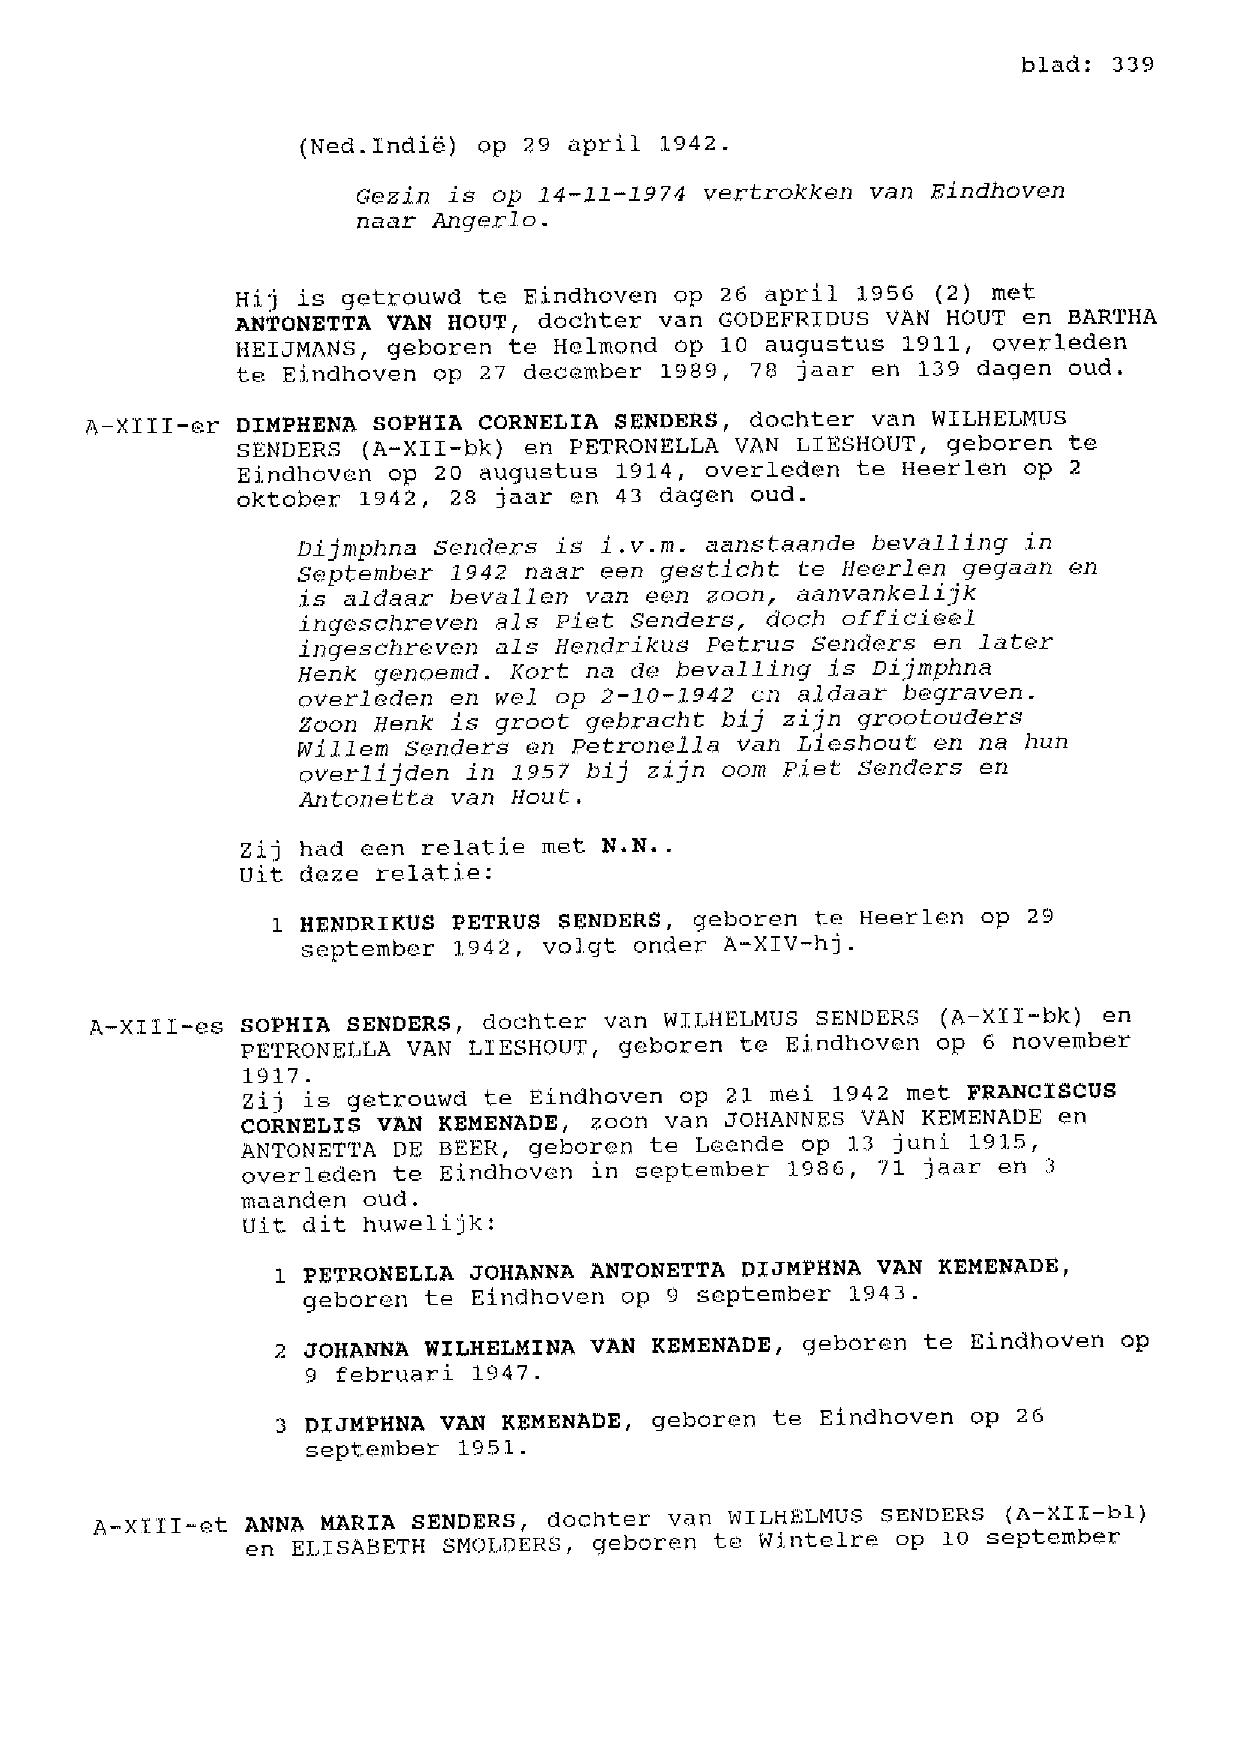 blad: 339
(Ned.Indië) op 29 april 1942.
Gezin is op 14-11-1974 vertrokken van Eindhoven
naar Angerlo.
Hij is getrouwd te Eindhoven op 26 april 1956 (2) met
ANTONETTA VAN HOUT, dochter van GODEFRIDUS VAN HOUT en BARTHA
HEIJMANS, geboren te Helmond op 10 augustus 1911, overleden
te Eindhoven op 27 december 1989, 78 jaar en 139 dagen oud.
A-XIII-er DIMPHENA SOPHIA CORNELIA SENDERS, dochter van WILHELMUS
SENDERS (A-XII-bk) en PETRONELLA VAN LIESHOUT, geboren te
Eindhoven op 20 augustus 1914, overleden te Heerlen op 2
oktober 1942, 28 jaar en 43 dagen oud.
Dijmphna Senders is i.v.m. aanstaande bevalling in
September 1942 naar een gesticht te Heerlen gegaan en
is aldaar bevallen van een zoon, aanvankelijk
ingeschreven als Piet Senders, doch officieel
ingeschreven als Hendrikus Petrus Senders en later
Henk genoemd. Kort na de bevalling is Dijmphna
overleden en wel op 2-10-1942 en aldaar begraven.
Zoon Henk is groot gebracht bij zijn grootouders
Willem Senders en Petronella van Lieshout en na hun
overlijden in 1957 bij zijn oom Piet Senders en
Antonetta van Hout.
Zij had een relatie met N.N..
Uit deze relatie:
1 HENDRIKUS PETRUS SENDERS, geboren te Heerlen op 29
september 1942, volgt onder A-XIV-hj.
A-XIII-es SOPHIA SENDERS, dochter van WILHELMUS SENDERS (A-XII-bk) en
PETRONELLA VAN LIESHOUT, geboren te Eindhoven op 6 november
1917.
Zij is getrouwd te Eindhoven op 21 mei 1942 met FRANCISCUS
CORNELIS VAN KEMENADE, zoon van JOHANNES VAN KEMENADE en
ANTONETTA DE BEER, geboren te Leende op 13 juni 1915,
overleden te Eindhoven in september 1986, 71 jaar en 3
maanden oud.
Uit dit huwelijk:
1 PETRONELLA JOHANNA ANTONETTA DIJMPHNA VAN KEMENADE,
geboren te Eindhoven op 9 september 1943.
2 JOHANNA WILHELMINA VAN KEMENADE, geboren te Eindhoven op
9 februari 1947.
3 DIJMPHNA VAN KEMENADE, geboren te Eindhoven op 26
september 1951.
A-XIII-et ANNA MARIA SENDERS, dochter van WILHELMUS SENDERS (A-XII-bl)
en ELISABETH SMOLDERS, geboren te Wintelre op 10 september